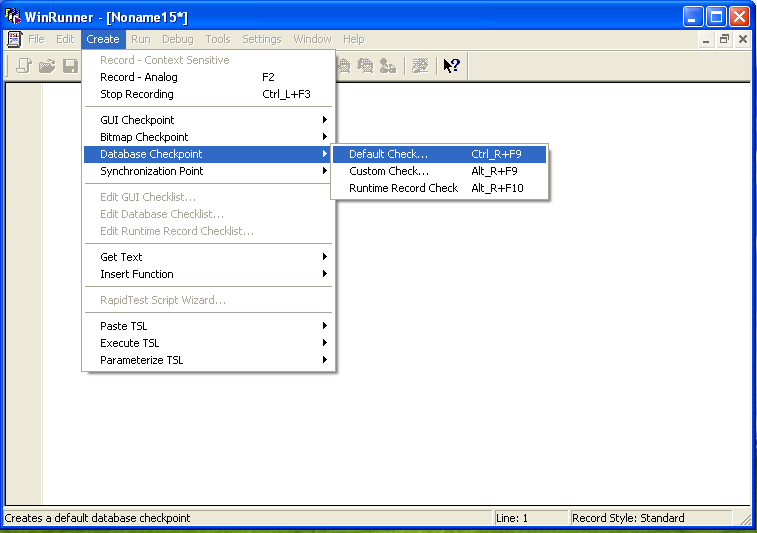 WinRunner - [Noname15*]
File Edit Create Run Debug Tools Settings Window Help
Record - Context Sensitive
Record - Analog F2
Stop Recording Ctrl_L+F3
GUI Checkpoint
Bitmap Checkpoint
Database Checkpoint
Default Check... Ctrl_R+F9
Synchronization Point
Custom Check... Alt_R+F9
Runtime Record Check Alt_R+F10
Edit GUI Checklist...
Edit Database Checklist...
Edit Runtime Record Checklist...
Get Text
Insert Function
RapidTest Script Wizard...
Paste TSL
Execute TSL
Parameterize TSL
Creates a default database checkpoint
Line: 1
Record Style: Standard